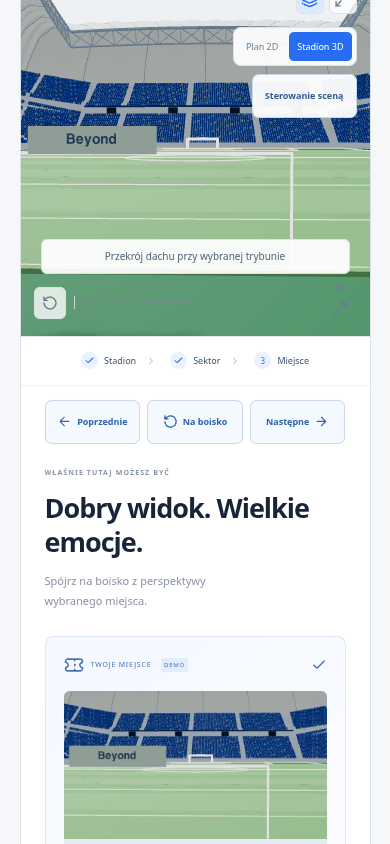 Plan 2D
Stadion 3D
Sterowanie sceną
Beyond
Przekrój dachu przy wybranej trybunie
Stadion
Sektor
3 Miejsce
Poprzednie
Na boisko
Następne
WŁAŚNIE TUTAJ MOŻESZ BYĆ
Dobry widok. Wielkie
emocje.
Spójrz na boisko z perspektywy
wybranego miejsca.
TWOJE MIEJSCE
DEMO
Beyond